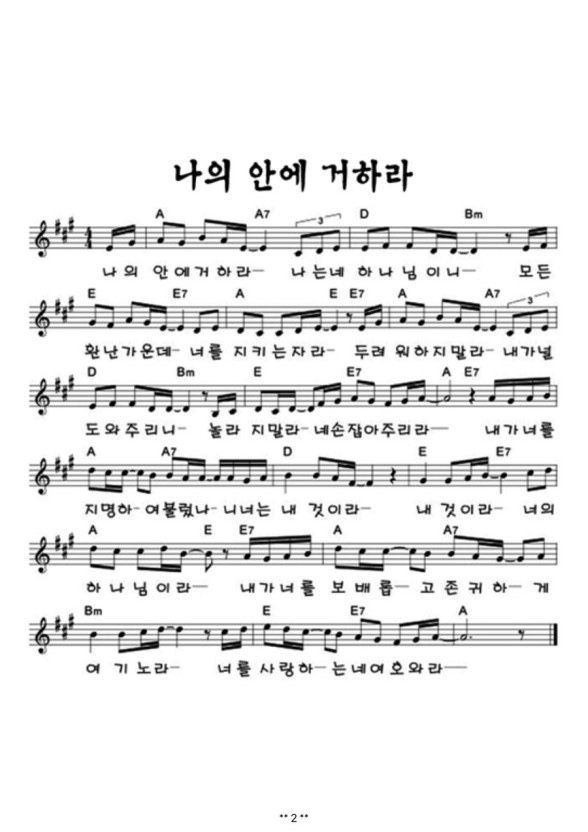 나의 안에 거하라
A A7 D Bm
나 의 안 에 거 하 라 ― 나 는 네 하 나 님 이 니 ― 모 든
E E7 A E E7 A A7
환 난 가 운 데 ― 너 를 지 키 는 자 라 ― 두 려 워 하 지 말 라 ― 내 가 널
D Bm E E7 A E7
도 와 주 리 니 ― 놀 라 지 말 라 ― 네 손 잡 아 주 리 라 ― 내 가 너 를
A A7 D E E7
지 명 하 ― 여 불 렀 나 ― 니 너 는 내 것 이 라 ― 내 것 이 라 ― 너 의
A E E7 A A7
하 나 님 이 라 ― 내 가 너 를 보 배 롭 ― 고 존 귀 하 ― 게
Bm E E7 A
여 기 노 라 ― 너 를 사 랑 하 ― 는 네 여 호 와 라 ―
** 2 **